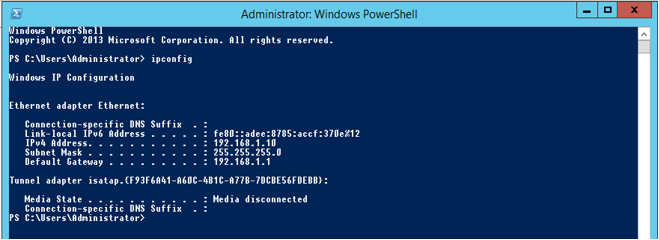 Administrator: Windows PowerShell
Windows PowerShell
Copyright (C) 2013 Microsoft Corporation. All rights reserved.
PS C:\Users\Administrator> ipconfig
Windows IP Configuration
Ethernet adapter Ethernet:
Connection-specific DNS Suffix . :
Link-local IPv6 Address . . . . . : fe80::adee:8785:accf:370e%12
IPv4 Address. . . . . . . . . . . : 192.168.1.10
Subnet Mask . . . . . . . . . . . : 255.255.255.0
Default Gateway . . . . . . . . . : 192.168.1.1
Tunnel adapter isatap.{F93F6A41-A60C-4B1C-A77B-7DCBE56FDEBB}:
Media State . . . . . . . . . . . : Media disconnected
Connection-specific DNS Suffix . :
PS C:\Users\Administrator>